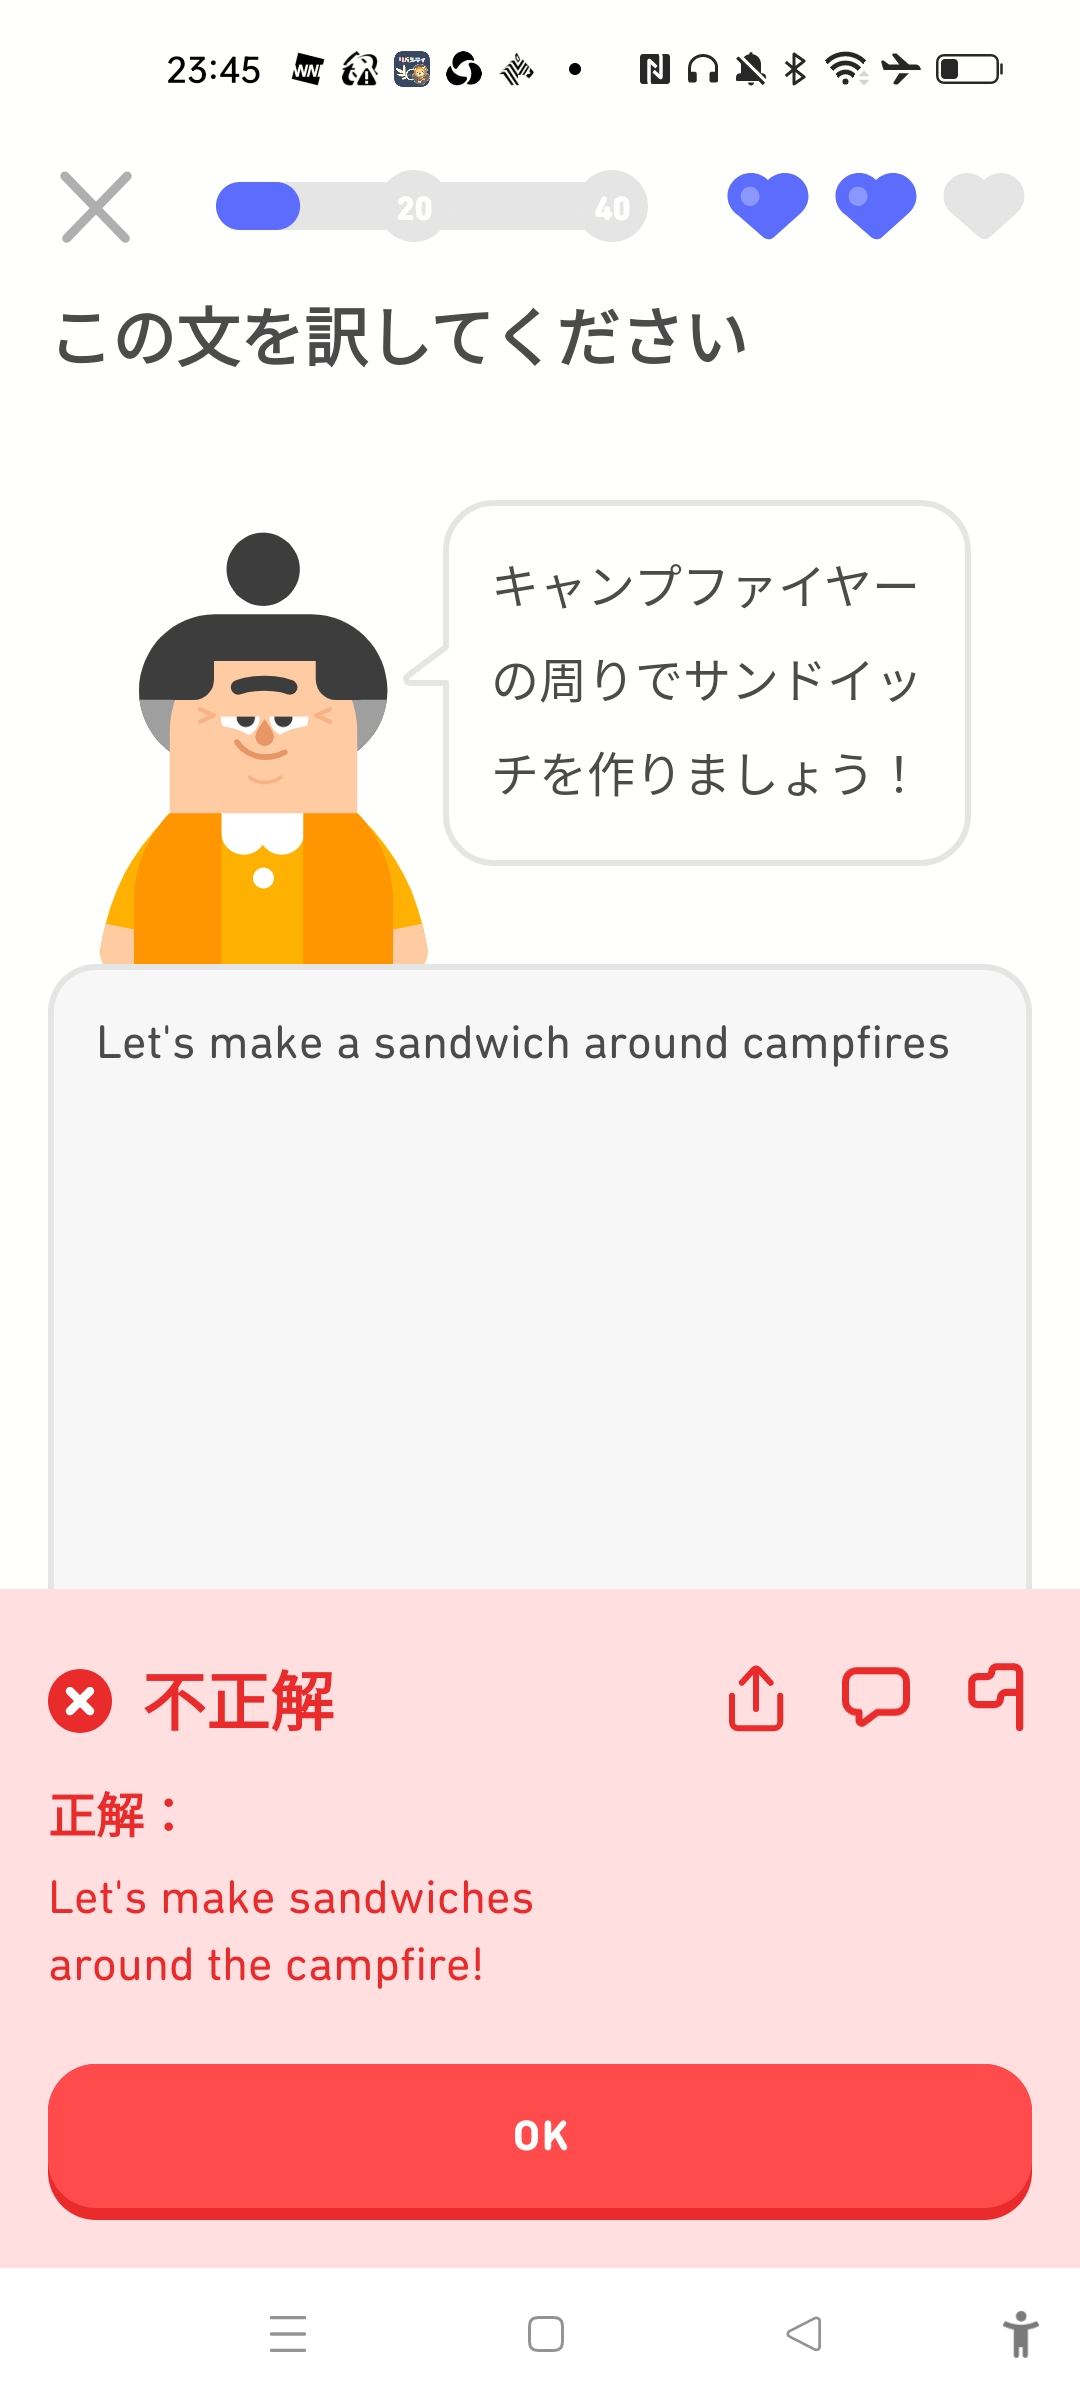 23:45
20
40
この文を訳してください
キャンプファイヤー
の周りでサンドイッ
チを作りましょう！
Let's make a sandwich around campfires
不正解
正解：
Let's make sandwiches
around the campfire!
OK